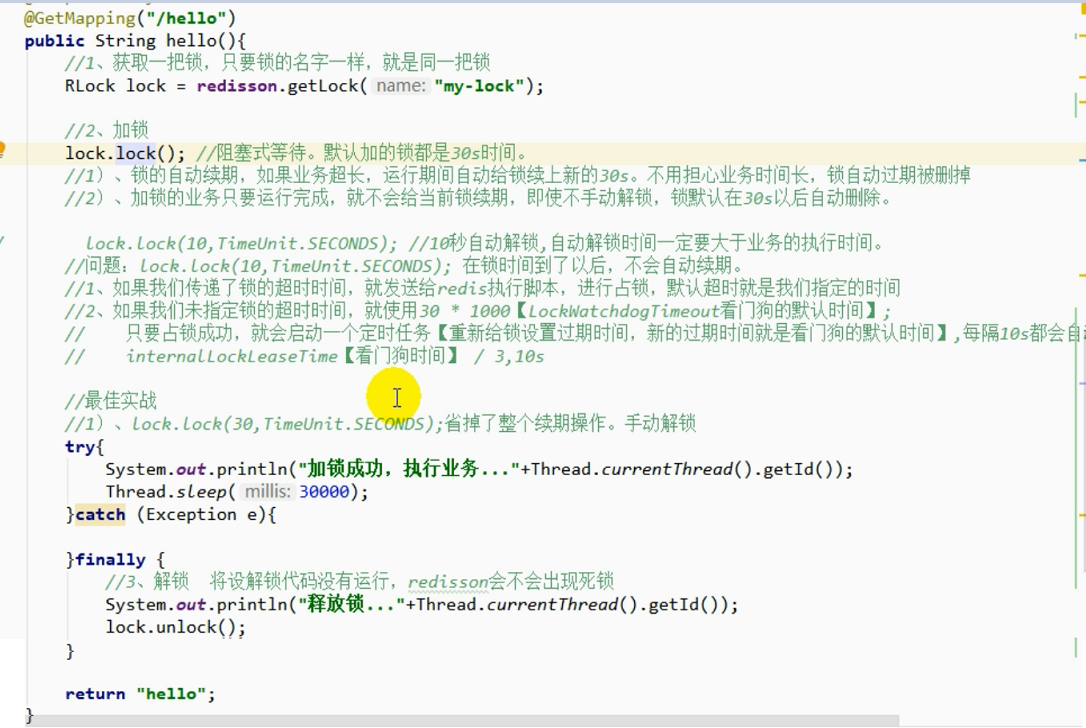 @GetMapping("/hello")
public String hello(){
//1、获取一把锁，只要锁的名字一样，就是同一把锁
RLock lock = redisson.getLock( name: "my-lock");
//2、加锁
lock.lock(); //阻塞式等待。默认加的锁都是30s时间。
//1）、锁的自动续期，如果业务超长，运行期间自动给锁续上新的30s。不用担心业务时间长，锁自动过期被删掉
//2）、加锁的业务只要运行完成，就不会给当前锁续期，即使不手动解锁，锁默认在30s以后自动删除。
lock.lock(10,TimeUnit.SECONDS); //10秒自动解锁,自动解锁时间一定要大于业务的执行时间。
//问题：lock.lock(10,TimeUnit.SECONDS); 在锁时间到了以后，不会自动续期。
//1、如果我们传递了锁的超时时间，就发送给redis执行脚本，进行占锁，默认超时就是我们指定的时间
//2、如果我们未指定锁的超时时间，就使用30 * 1000【LockWatchdogTimeout看门狗的默认时间】;
// 只要占锁成功，就会启动一个定时任务【重新给锁设置过期时间，新的过期时间就是看门狗的默认时间】,每隔10s都会自
// internalLockLeaseTime【看门狗时间】 / 3,10s
//最佳实战
//1）、lock.lock(30,TimeUnit.SECONDS);省掉了整个续期操作。手动解锁
try{
System.out.println("加锁成功，执行业务..."+Thread.currentThread().getId());
Thread.sleep( millis: 30000);
}catch (Exception e){
}finally {
//3、解锁 将设解锁代码没有运行，redisson会不会出现死锁
System.out.println("释放锁..."+Thread.currentThread().getId());
lock.unlock();
}
return "hello";
}